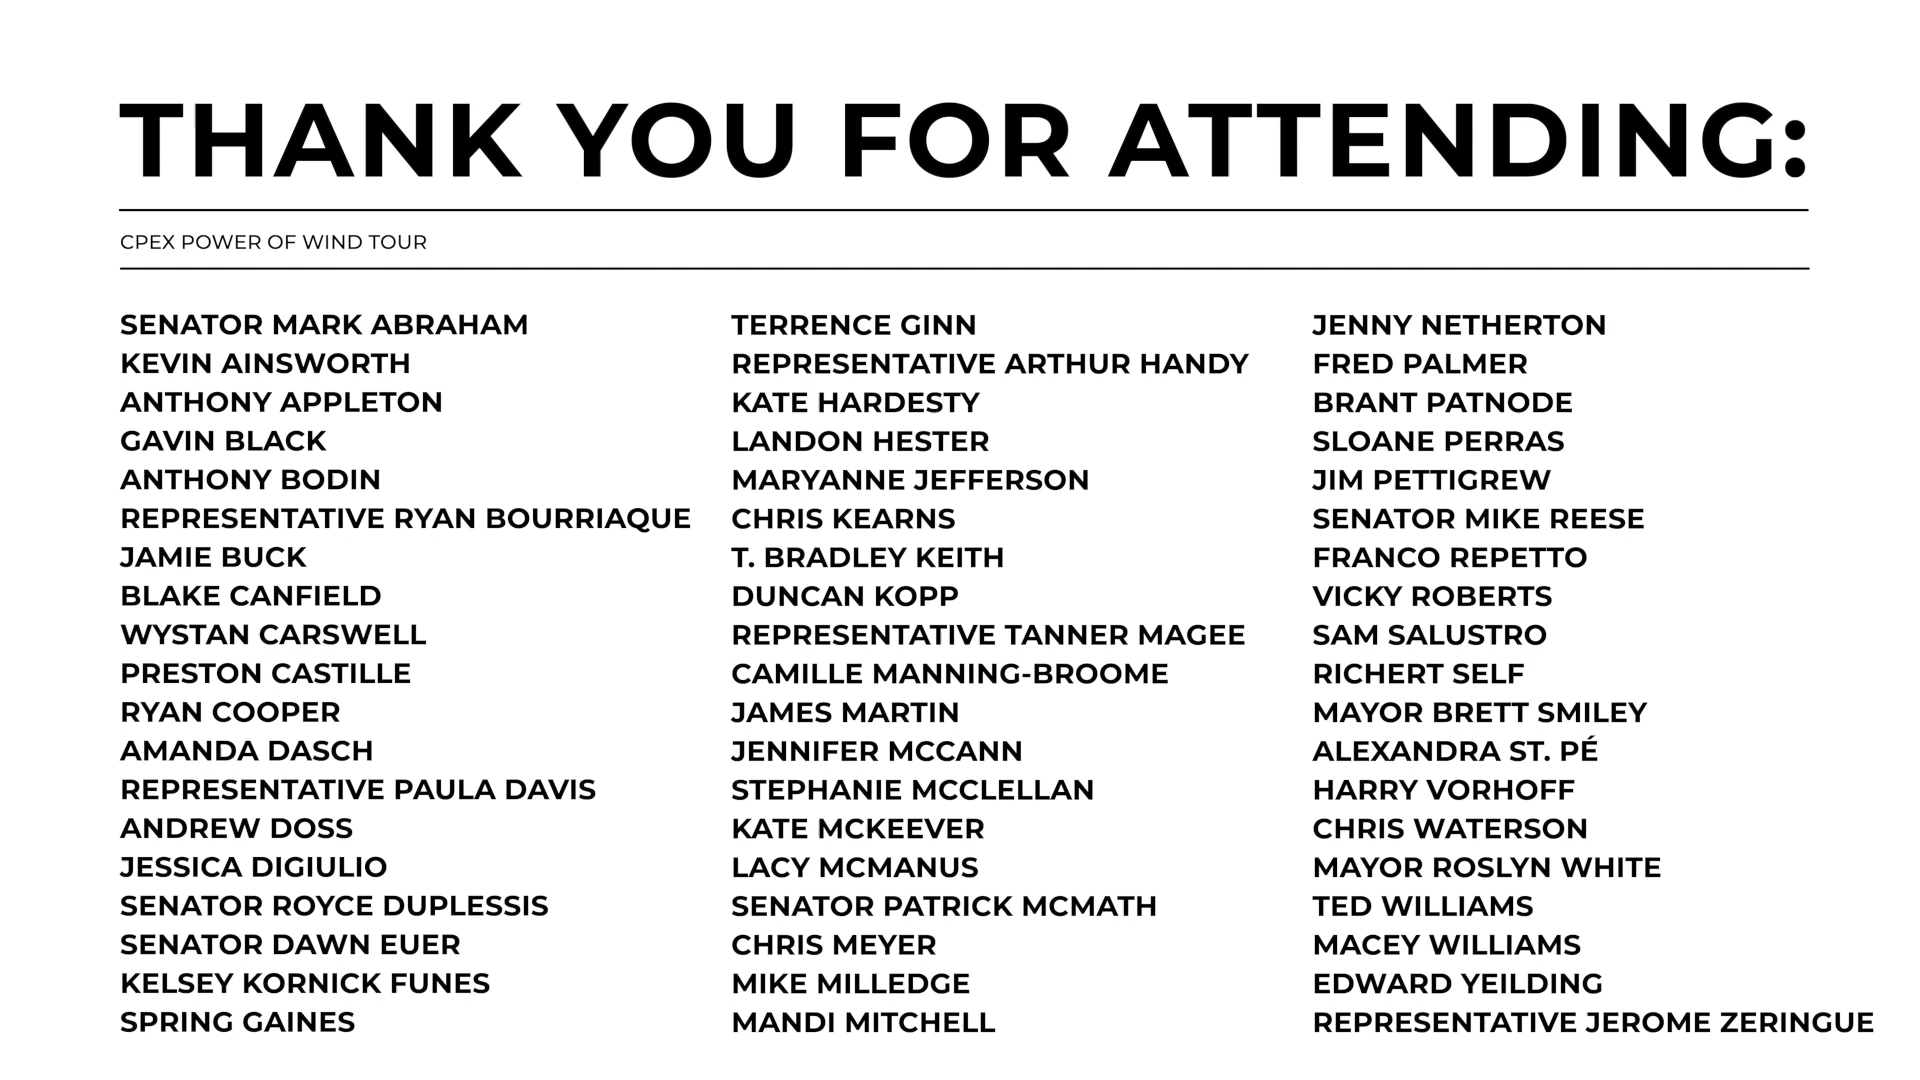 THANK YOU FOR ATTENDING:
CPEX POWER OF WIND TOUR
SENATOR MARK ABRAHAM
KEVIN AINSWORTH
ANTHONY APPLETON
GAVIN BLACK
ANTHONY BODIN
REPRESENTATIVE RYAN BOURRIAQUE
JAMIE BUCK
BLAKE CANFIELD
WYSTAN CARSWELL
PRESTON CASTILLE
RYAN COOPER
AMANDA DASCH
REPRESENTATIVE PAULA DAVIS
ANDREW DOSS
JESSICA DIGIULIO
SENATOR ROYCE DUPLESSIS
SENATOR DAWN EUER
KELSEY KORNICK FUNES
SPRING GAINES
TERRENCE GINN
REPRESENTATIVE ARTHUR HANDY
KATE HARDESTY
LANDON HESTER
MARYANNE JEFFERSON
CHRIS KEARNS
T. BRADLEY KEITH
DUNCAN KOPP
REPRESENTATIVE TANNER MAGEE
CAMILLE MANNING-BROOME
JAMES MARTIN
JENNIFER MCCANN
STEPHANIE MCCLELLAN
KATE MCKEEVER
LACY MCMANUS
SENATOR PATRICK MCMATH
CHRIS MEYER
MIKE MILLEDGE
MANDI MITCHELL
JENNY NETHERTON
FRED PALMER
BRANT PATNODE
SLOANE PERRAS
JIM PETTIGREW
SENATOR MIKE REESE
FRANCO REPETTO
VICKY ROBERTS
SAM SALUSTRO
RICHERT SELF
MAYOR BRETT SMILEY
ALEXANDRA ST. PÉ
HARRY VORHOFF
CHRIS WATERSON
MAYOR ROSLYN WHITE
TED WILLIAMS
MACEY WILLIAMS
EDWARD YEILDING
REPRESENTATIVE JEROME ZERINGUE